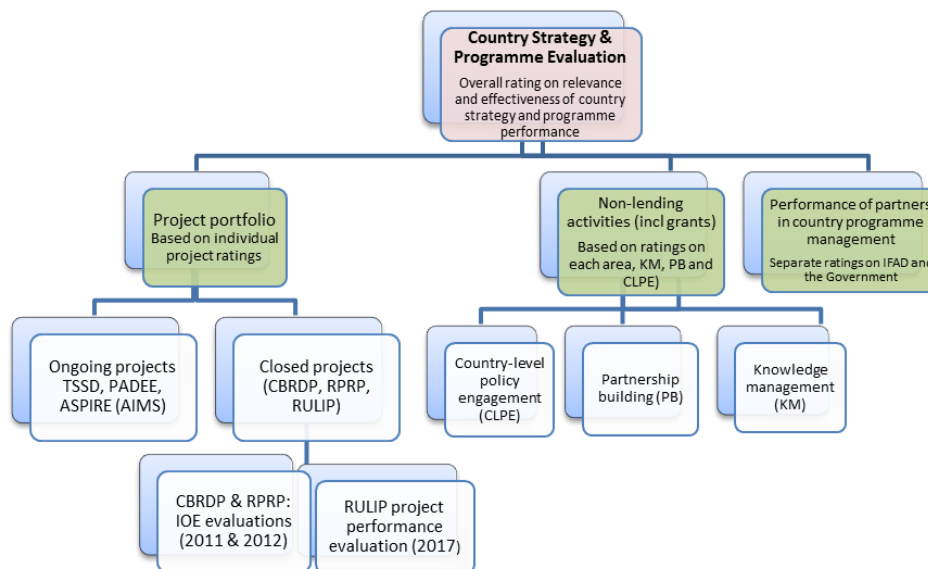 Country Strategy &
Programme Evaluation
Overall rating on relevance
and effectiveness of country
strategy and programme
performance
Project portfolio
Based on individual
project ratings
Non-lending
activities (incl grants)
Based on ratings on
each area, KM, PB and
CLPE)
Performance of partners
in country programme
management
Separate ratings on IFAD and
the Government
Ongoing projects
TSSD, PADEE,
ASPIRE (AIMS)
Closed projects
(CBRDP, RPRP,
RULIP)
Country-level
policy
engagement
(CLPE)
Partnership
building (PB)
Knowledge
management
(KM)
CBRDP & RPRP:
IOE evaluations
(2011 & 2012)
RULIP project
performance
evaluation (2017)